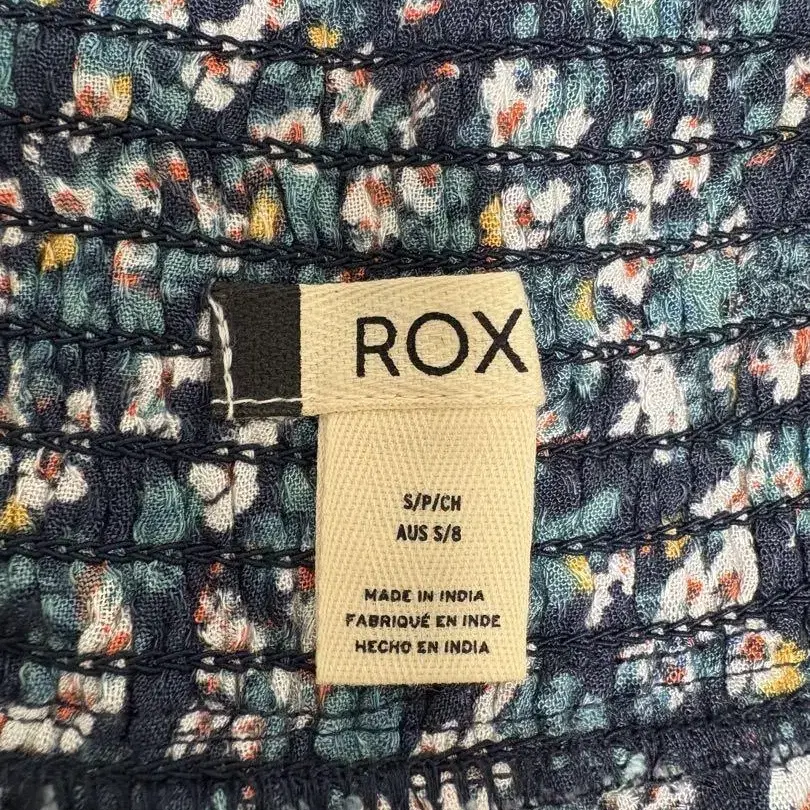 ROX
S/P/CH
AUS S/8
MADE IN INDIA
FABRIQUÉ EN INDE
HECHO EN INDIA